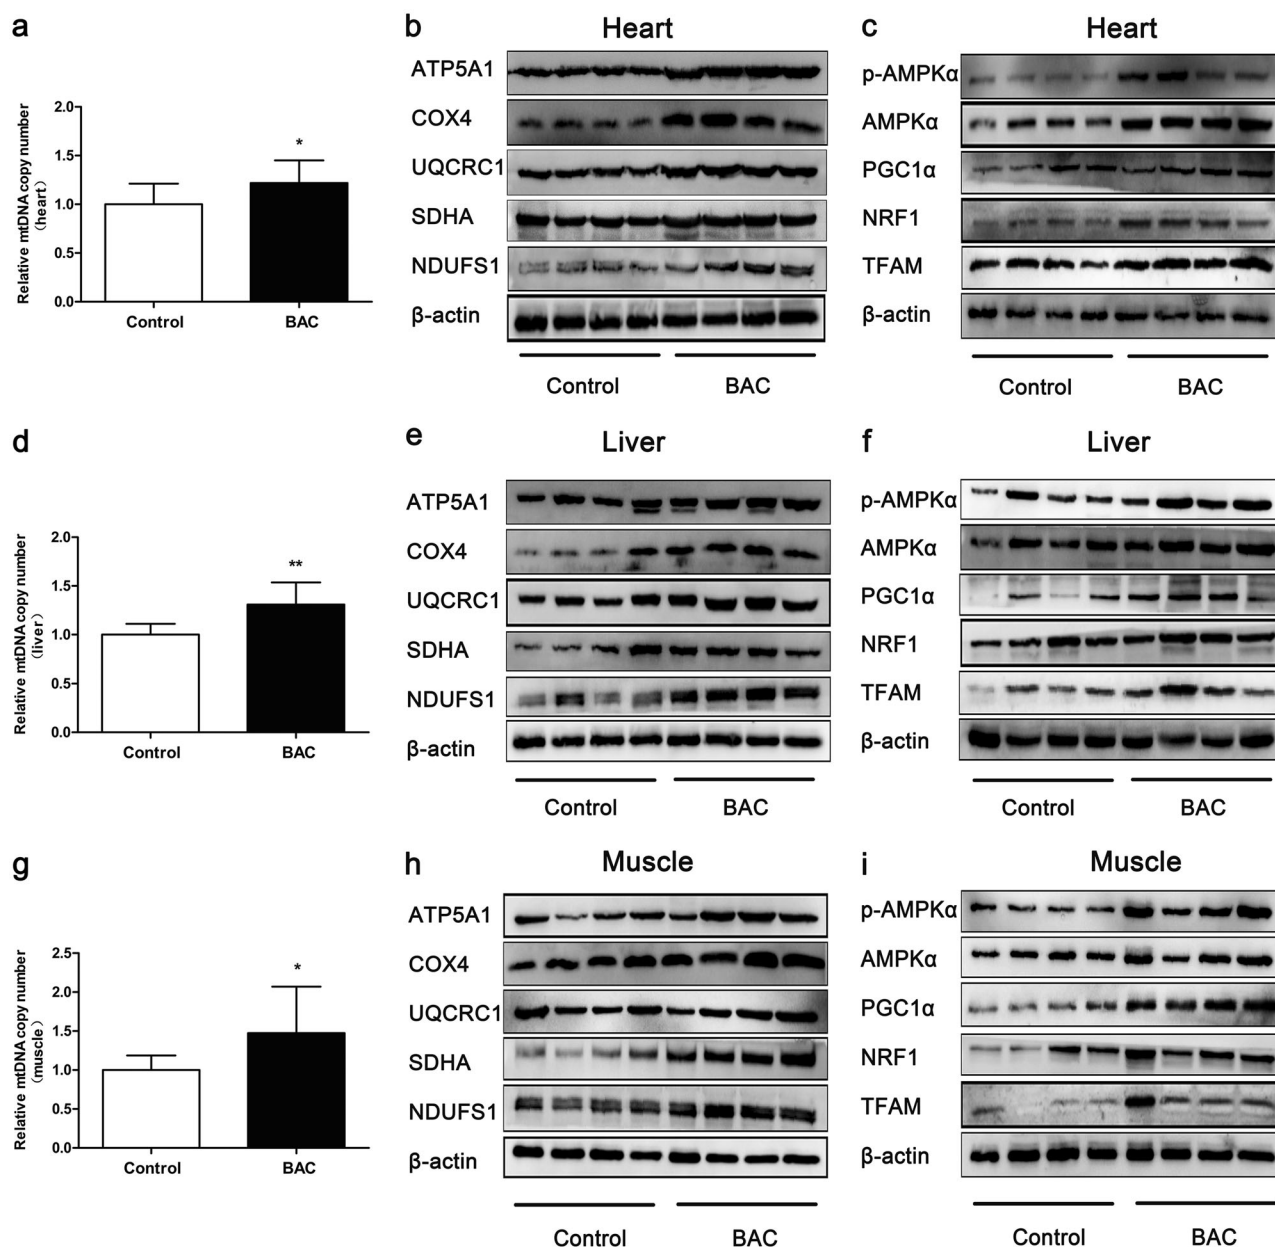 a
Relative mtDNA copy number
(heart)
2.0
1.5
1.0
0.5
0.0
*
Control
BAC
b
Heart
ATP5A1
COX4
UQCRC1
SDHA
NDUFS1
β-actin
Control
BAC
c
Heart
p-AMPKα
AMPKα
PGC1α
NRF1
TFAM
β-actin
Control
BAC
d
Relative mtDNA copy number
(liver)
2.0
1.5
1.0
0.5
0.0
**
Control
BAC
e
Liver
ATP5A1
COX4
UQCRC1
SDHA
NDUFS1
β-actin
Control
BAC
f
Liver
p-AMPKα
AMPKα
PGC1α
NRF1
TFAM
β-actin
Control
BAC
g
Relative mtDNA copy number
(muscle)
2.5
2.0
1.5
1.0
0.5
0.0
*
Control
BAC
h
Muscle
ATP5A1
COX4
UQCRC1
SDHA
NDUFS1
β-actin
Control
BAC
i
Muscle
p-AMPKα
AMPKα
PGC1α
NRF1
TFAM
β-actin
Control
BAC